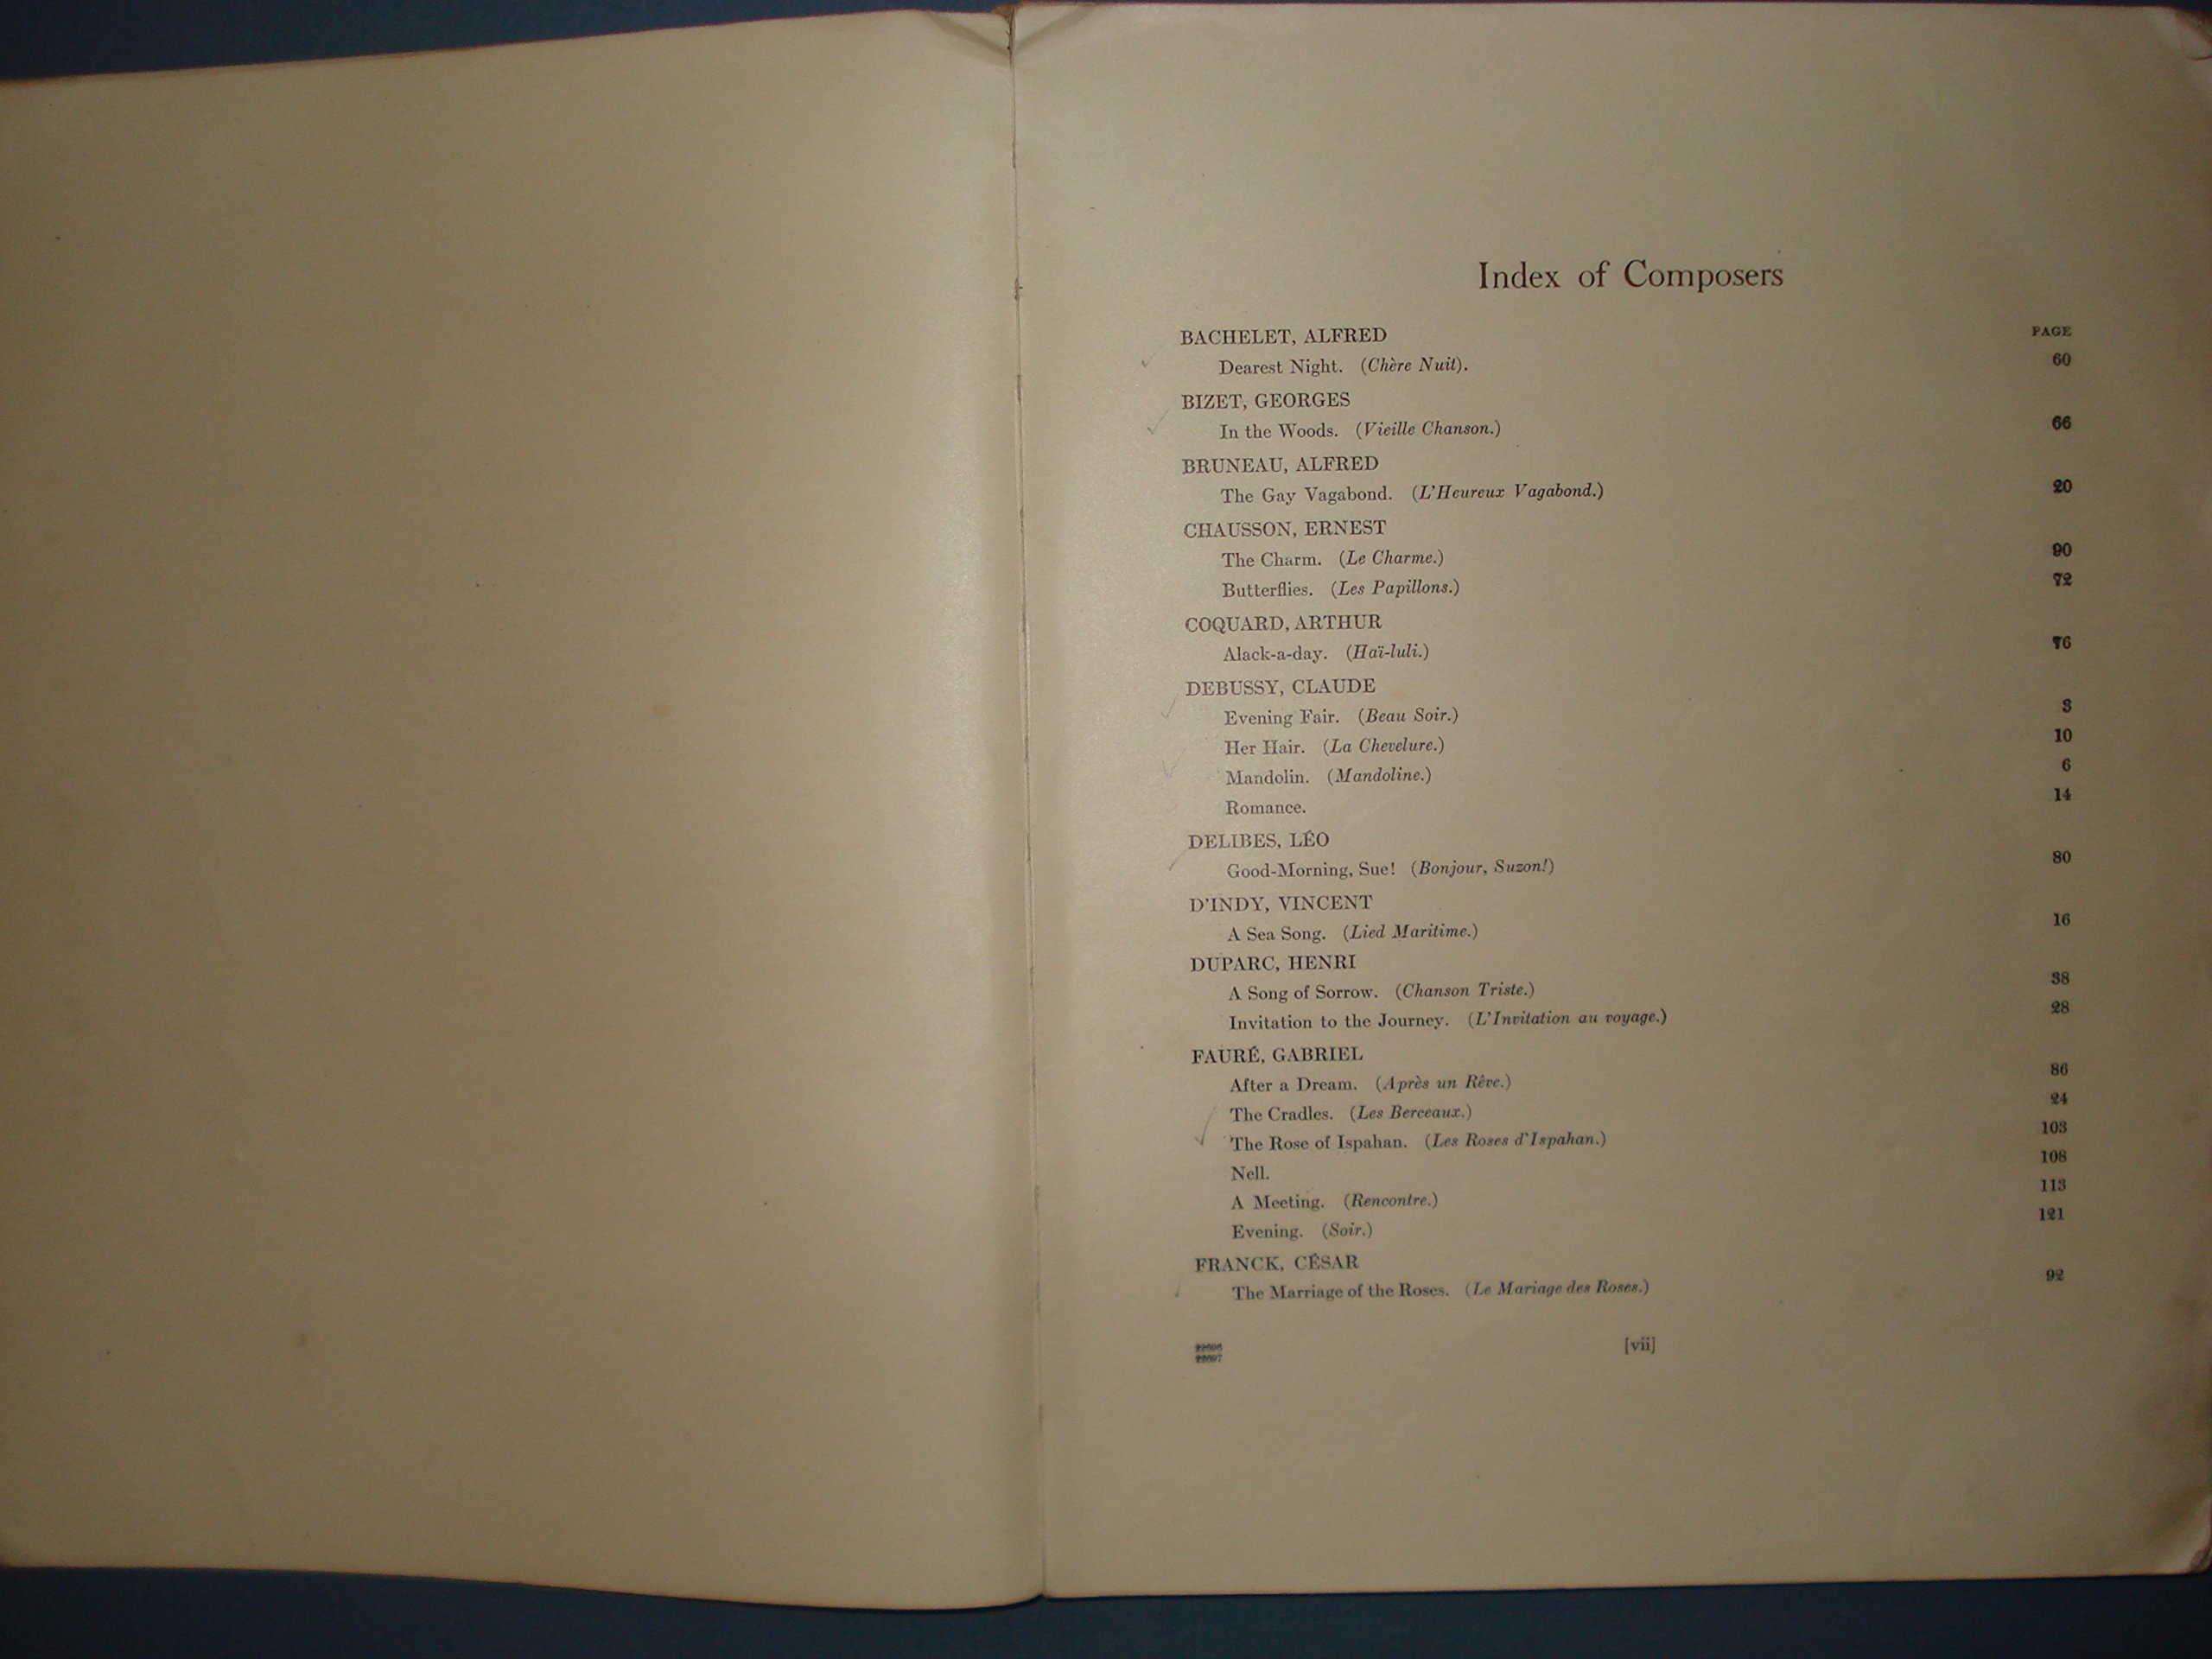 Index of Composers
PAGE
BACHELET, ALFRED
Dearest Night. (Chère Nuit). 60
BIZET, GEORGES
In the Woods. (Vieille Chanson.) 66
BRUNEAU, ALFRED
The Gay Vagabond. (L'Heureux Vagabond.) 20
CHAUSSON, ERNEST
The Charm. (Le Charme.) 90
Butterflies. (Les Papillons.) 72
COQUARD, ARTHUR
Alack-a-day. (Haï-luli.) 76
DEBUSSY, CLAUDE
Evening Fair. (Beau Soir.) 3
Her Hair. (La Chevelure.) 10
Mandolin. (Mandoline.) 6
Romance. 14
DELIBES, LÉO
Good-Morning, Sue! (Bonjour, Suzon!) 80
D'INDY, VINCENT
A Sea Song. (Lied Maritime.) 16
DUPARC, HENRI
A Song of Sorrow. (Chanson Triste.) 38
Invitation to the Journey. (L'Invitation au voyage.) 28
FAURÉ, GABRIEL
After a Dream. (Après un Rêve.) 86
The Cradles. (Les Berceaux.) 24
The Rose of Ispahan. (Les Roses d'Ispahan.) 103
Nell. 108
A Meeting. (Rencontre.) 113
Evening. (Soir.) 121
FRANCK, CÉSAR
The Marriage of the Roses. (Le Mariage des Roses.) 92
[vii]